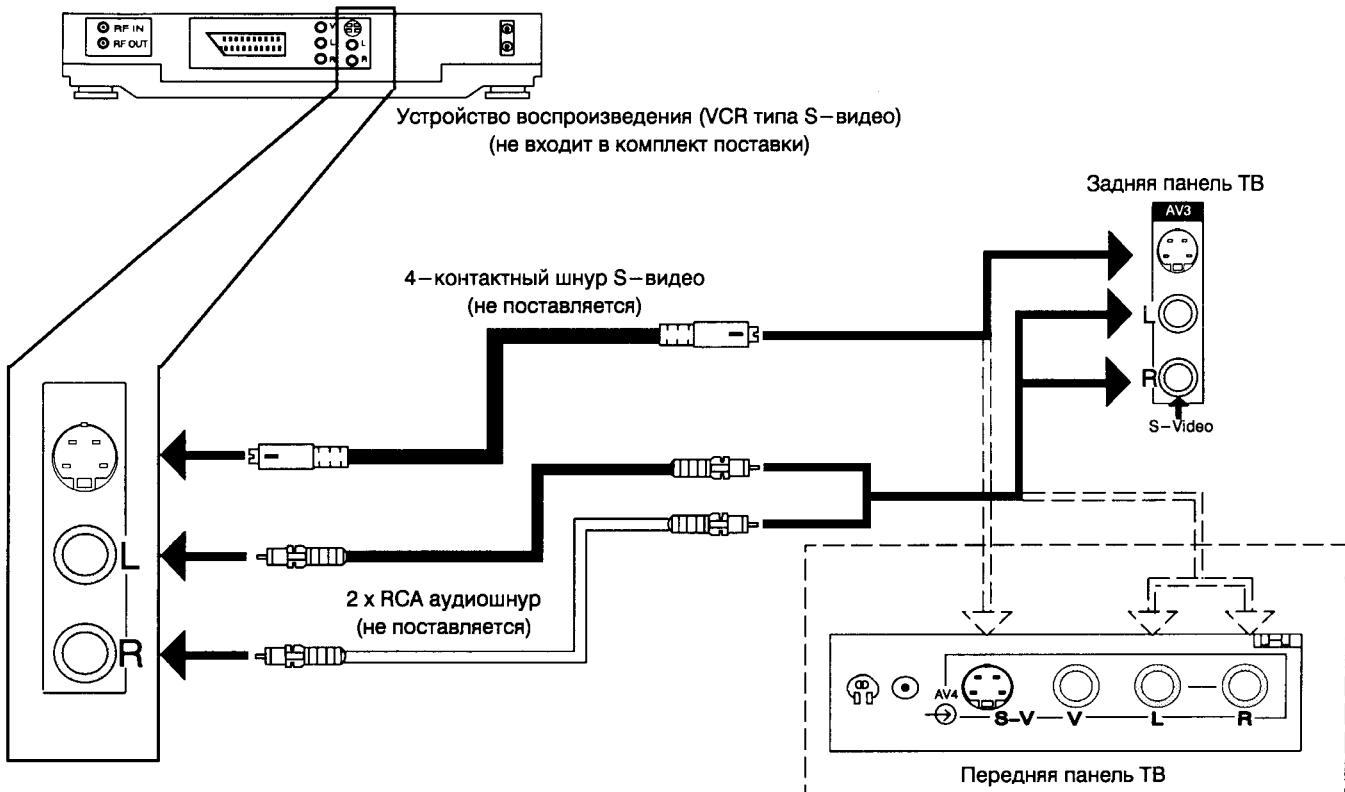 RF IN
RF OUT
V
L
R
L
R
Устройство воспроизведения (VCR типа S–видео)
(не входит в комплект поставки)
Задняя панель ТВ
AV3
4–контактный шнур S–видео
(не поставляется)
L
R
S–Video
L
2 x RCA аудиошнур
(не поставляется)
R
AV4
S–V
V
L
R
Передняя панель ТВ